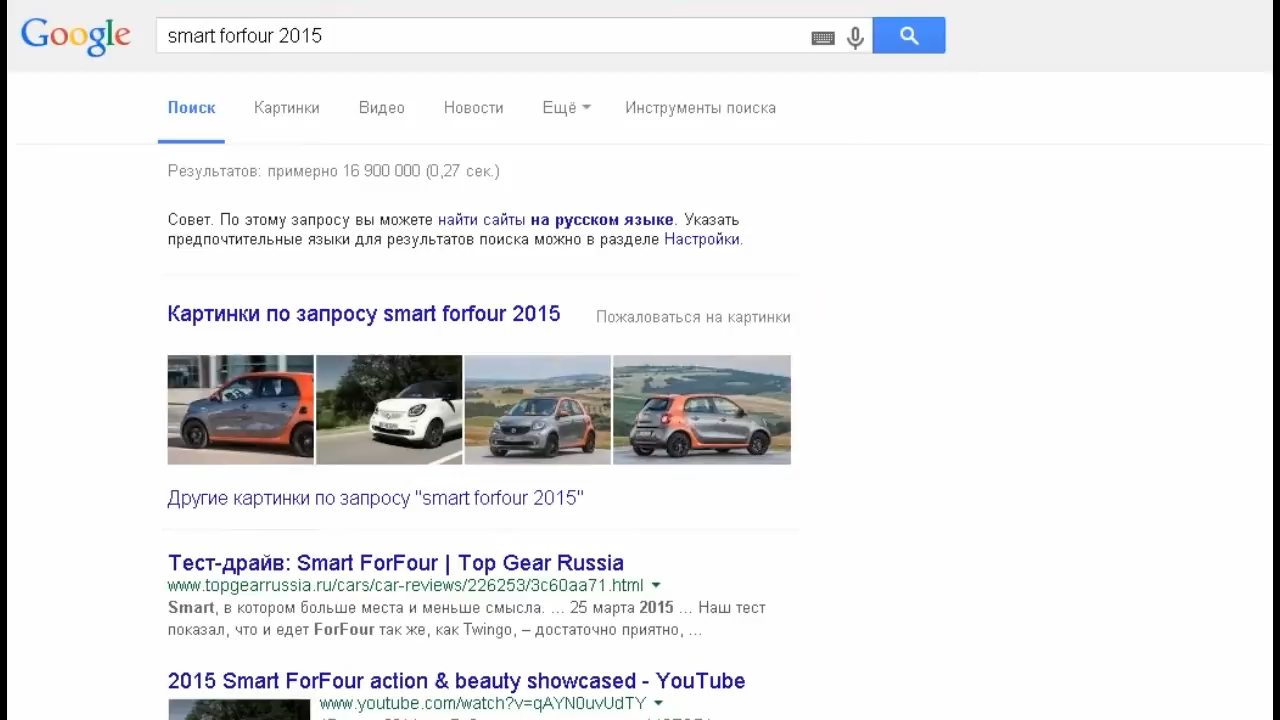 Google
smart forfour 2015
Поиск Картинки Видео Новости Ещё Инструменты поиска
Результатов: примерно 16 900 000 (0,27 сек.)
Совет. По этому запросу вы можете найти сайты на русском языке. Указать
предпочтительные языки для результатов поиска можно в разделе Настройки.
Картинки по запросу smart forfour 2015 Пожаловаться на картинки
Другие картинки по запросу "smart forfour 2015"
Тест-драйв: Smart ForFour | Top Gear Russia
www.topgearrussia.ru/cars/car-reviews/226253/3c60aa71.html
Smart, в котором больше места и меньше смысла. ... 25 марта 2015 ... Наш тест
показал, что и едет ForFour так же, как Twingo, – достаточно приятно, ...
2015 Smart ForFour action & beauty showcased - YouTube
www.youtube.com/watch?v=qAYN0uvUdTY